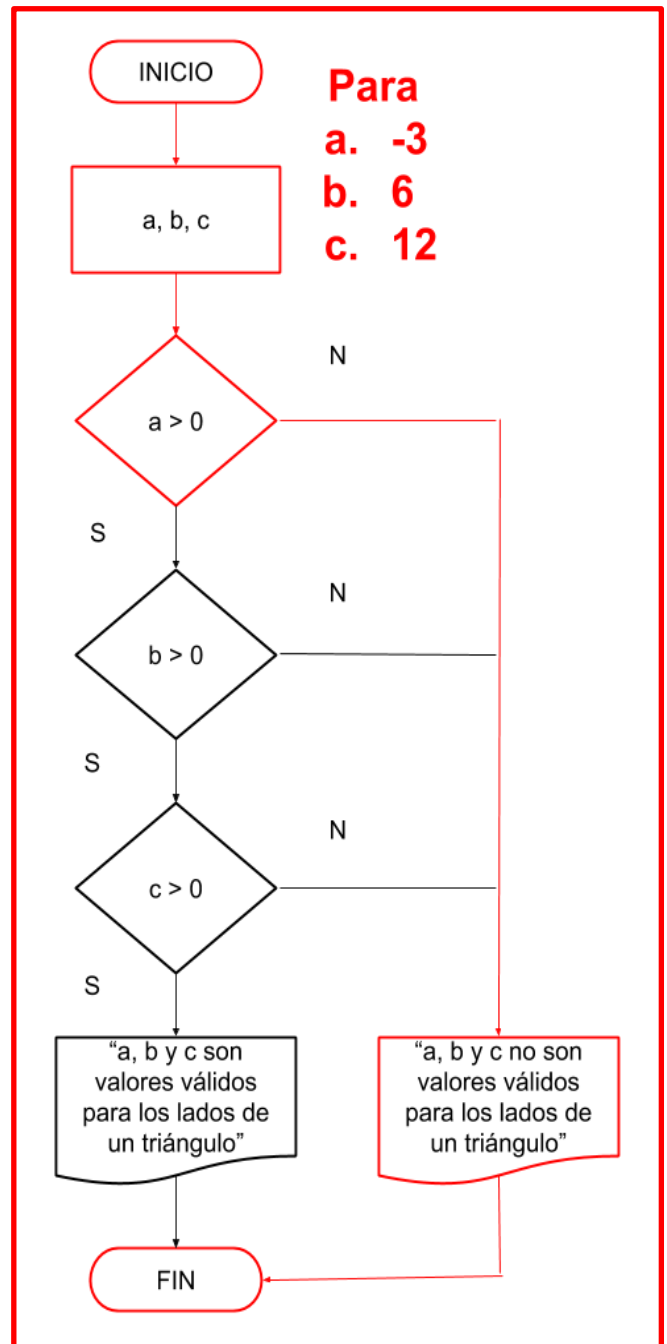 INICIO
Para
a. -3
b. 6
c. 12
a, b, c
N
a > 0
S
N
b > 0
S
N
c > 0
S
“a, b y c son
valores válidos
para los lados de
un triángulo”
“a, b y c no son
valores válidos
para los lados de
un triángulo”
FIN